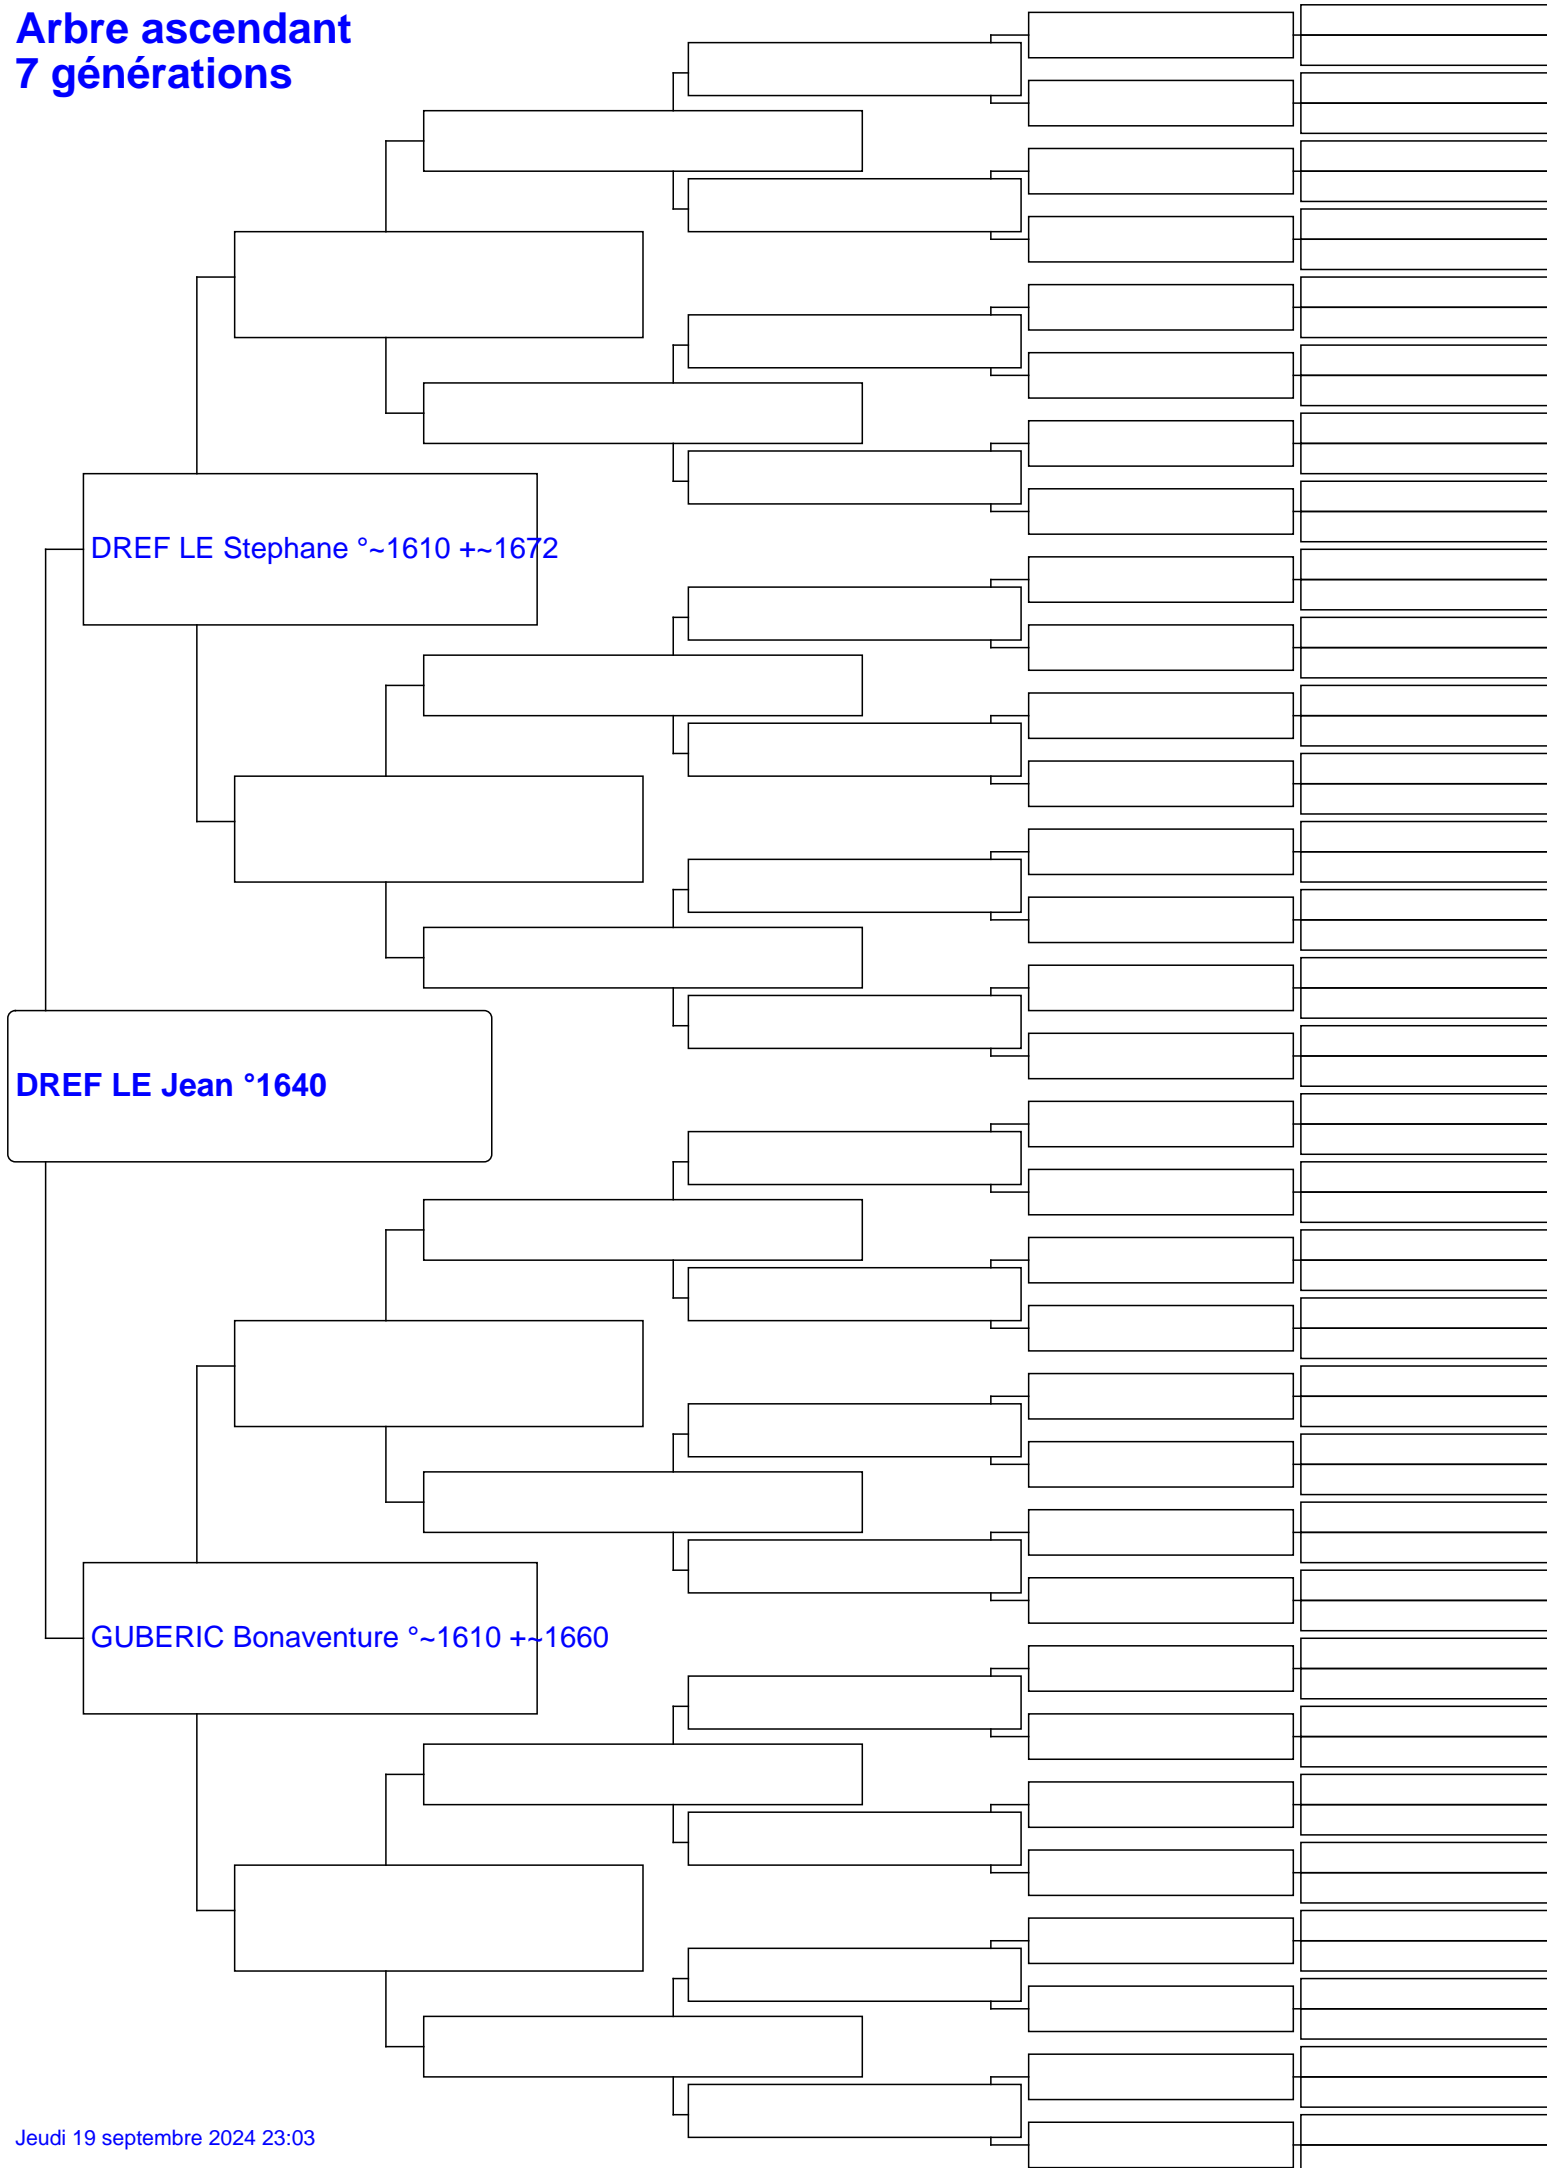 Arbre ascendant
7 générations
DREF LE Stephane °~1610 +~1672
DREF LE Jean °1640
GUBERIC Bonaventure °~1610 +~1660
Jeudi 19 septembre 2024 23:03